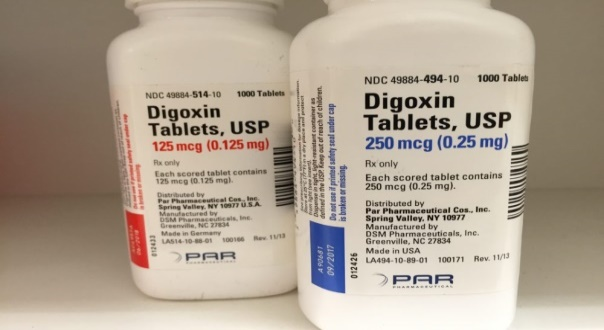 NDC 49884-514-10 1000 Tablets
Digoxin
Tablets, USP
125 mcg (0.125 mg)
Rx only
Each scored tablet contains
125 mcg (0.125 mg).
Distributed by
Par Pharmaceutical Cos., Inc.
Spring Valley, NY 10977 U.S.A.
Manufactured by
DSM Pharmaceuticals, Inc.
Greenville, NC 27834
Made in Germany
LA514-10-88-01 100166 Rev. 11/13
PAR
012433
NDC 49884-494-10 1000 Tablets
Digoxin
Tablets, USP
250 mcg (0.25 mg)
Rx only
Each scored tablet contains
250 mcg (0.25 mg).
Distributed by
Par Pharmaceutical Cos., Inc.
Spring Valley, NY 10977
Manufactured by
DSM Pharmaceuticals, Inc.
Greenville, NC 27834
Made in USA
LA494-10-89-01 100171 Rev. 11/13
PAR
PHARMACEUTICAL
012426
Do not use if printed safety seal under cap
is broken or missing.
09/2017